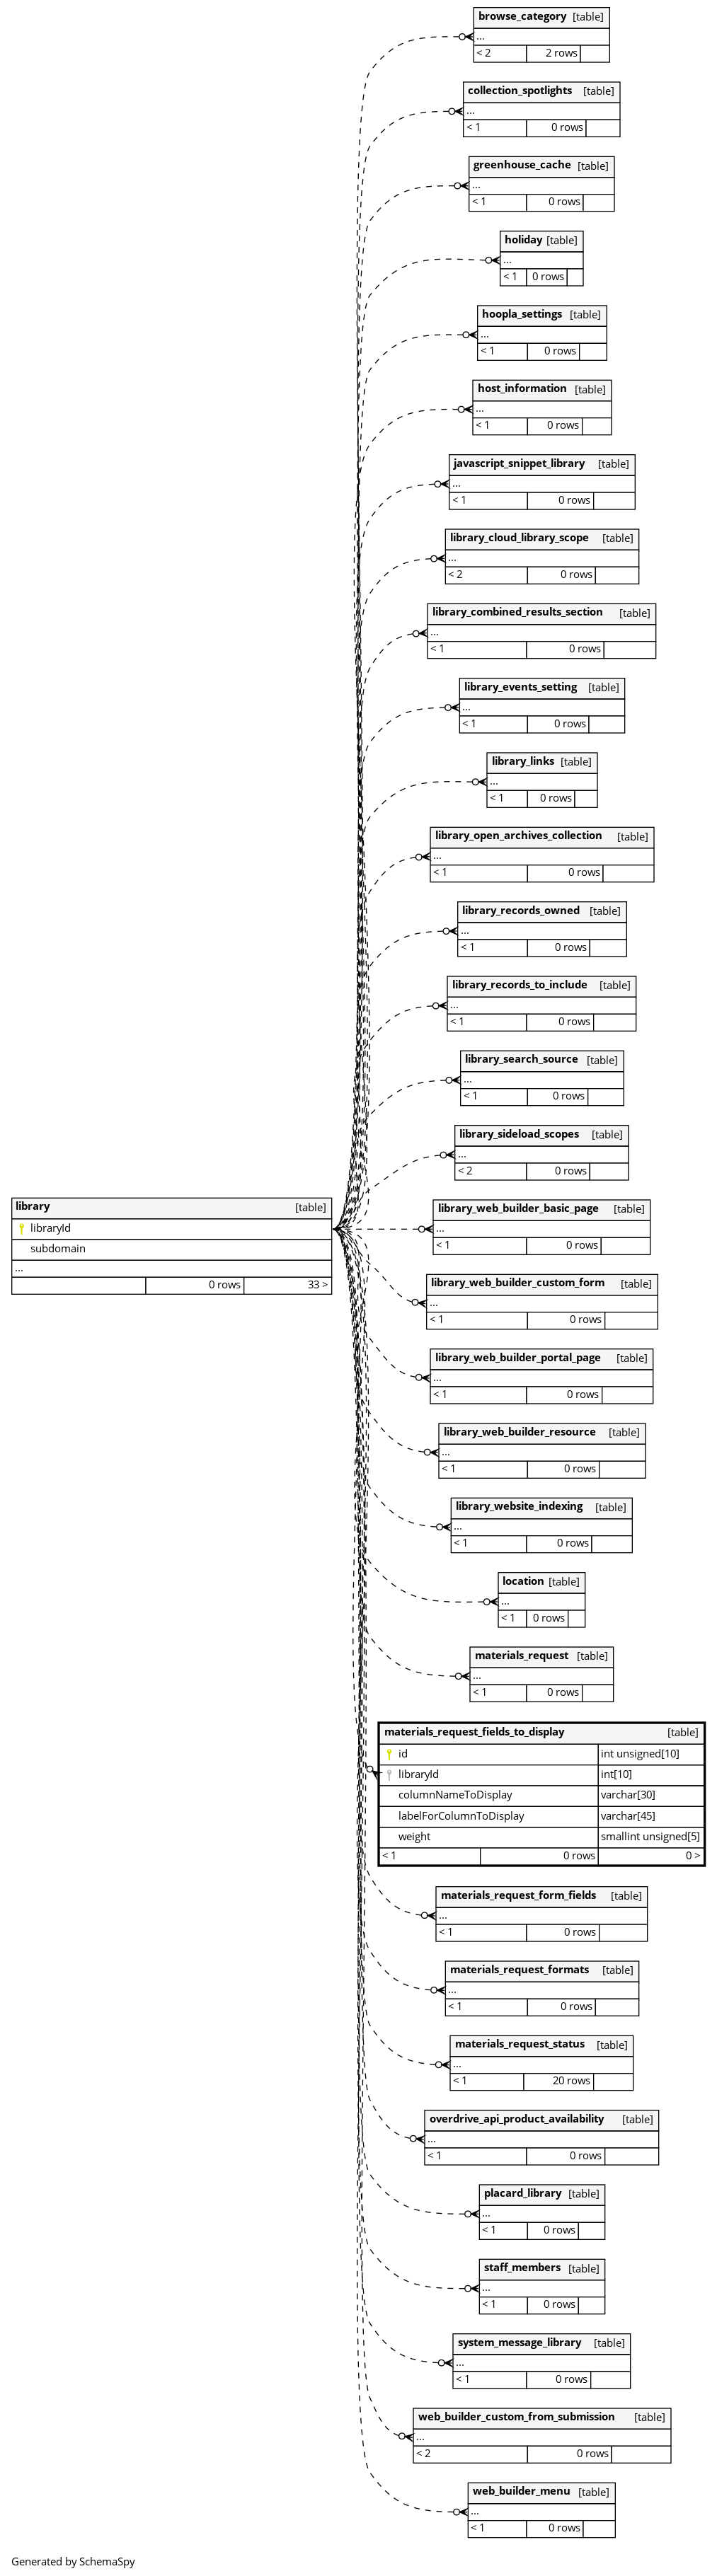 browse_category [table]
...
< 2 2 rows
collection_spotlights [table]
...
< 1 0 rows
greenhouse_cache [table]
...
< 1 0 rows
holiday [table]
...
< 1 0 rows
hoopla_settings [table]
...
< 1 0 rows
host_information [table]
...
< 1 0 rows
javascript_snippet_library [table]
...
< 1 0 rows
library_cloud_library_scope [table]
...
< 2 0 rows
library_combined_results_section [table]
...
< 1 0 rows
library_events_setting [table]
...
< 1 0 rows
library_links [table]
...
< 1 0 rows
library_open_archives_collection [table]
...
< 1 0 rows
library_records_owned [table]
...
< 1 0 rows
library_records_to_include [table]
...
< 1 0 rows
library_search_source [table]
...
< 1 0 rows
library_sideload_scopes [table]
...
< 2 0 rows
library [table]
libraryId
subdomain
...
0 rows 33 >
library_web_builder_basic_page [table]
...
< 1 0 rows
library_web_builder_custom_form [table]
...
< 1 0 rows
library_web_builder_portal_page [table]
...
< 1 0 rows
library_web_builder_resource [table]
...
< 1 0 rows
library_website_indexing [table]
...
< 1 0 rows
location [table]
...
< 1 0 rows
materials_request [table]
...
< 1 0 rows
materials_request_fields_to_display [table]
id int unsigned[10]
libraryId int[10]
columnNameToDisplay varchar[30]
labelForColumnToDisplay varchar[45]
weight smallint unsigned[5]
< 1 0 rows 0 >
materials_request_form_fields [table]
...
< 1 0 rows
materials_request_formats [table]
...
< 1 0 rows
materials_request_status [table]
...
< 1 20 rows
overdrive_api_product_availability [table]
...
< 1 0 rows
placard_library [table]
...
< 1 0 rows
staff_members [table]
...
< 1 0 rows
system_message_library [table]
...
< 1 0 rows
web_builder_custom_from_submission [table]
...
< 2 0 rows
web_builder_menu [table]
...
< 1 0 rows
Generated by SchemaSpy